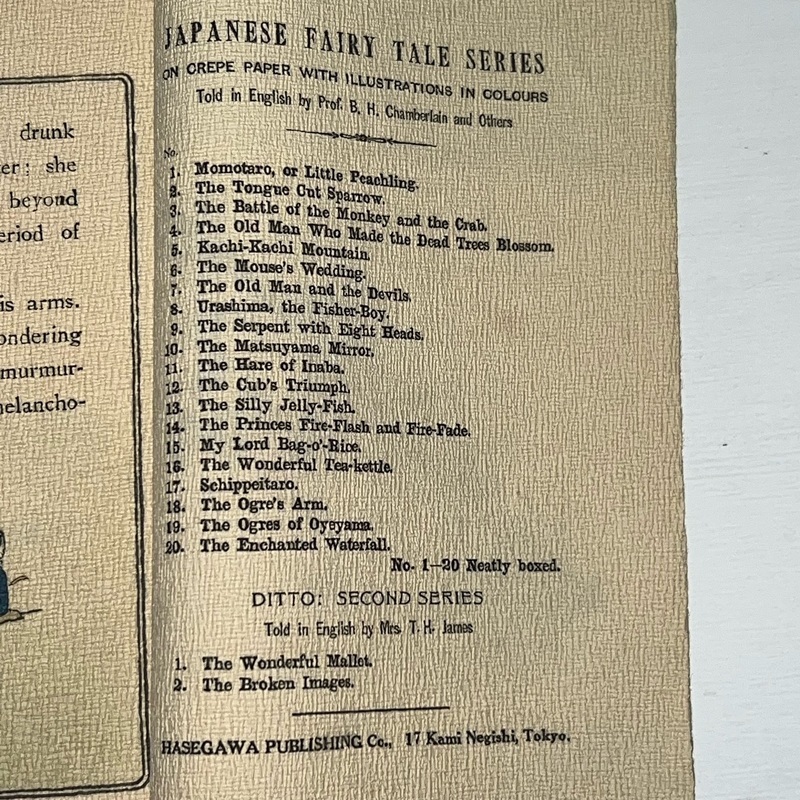 drunk
er; she
beyond
eriod of
is arms.
ondering
murmur-
elancho-
JAPANESE FAIRY TALE SERIES
ON CREPE PAPER WITH ILLUSTRATIONS IN COLOURS
Told in English by Prof. B. H. Chamberlain and Others
No.
1. Momotaro, or Little Peachling.
2. The Tongue Cut Sparrow.
3. The Battle of the Monkey and the Crab.
4. The Old Man Who Made the Dead Trees Blossom.
5. Kachi-Kachi Mountain.
6. The Mouse's Wedding.
7. The Old Man and the Devils.
8. Urashima, the Fisher-Boy.
9. The Serpent with Eight Heads.
10. The Matsuyama Mirror.
11. The Hare of Inaba.
12. The Cub's Triumph.
13. The Silly Jelly-Fish.
14. The Princes Fire-Flash and Fire-Fade.
15. My Lord Bag-o'-Rice.
16. The Wonderful Tea-kettle.
17. Schippeitaro.
18. The Ogre's Arm.
19. The Ogres of Oyeyama.
20. The Enchanted Waterfall.
No. 1—20 Neatly boxed.
DITTO: SECOND SERIES
Told in English by Mrs. T. H. James
1. The Wonderful Mallet.
2. The Broken Images.
HASEGAWA PUBLISHING Co., 17 Kami Negishi, Tokyo.